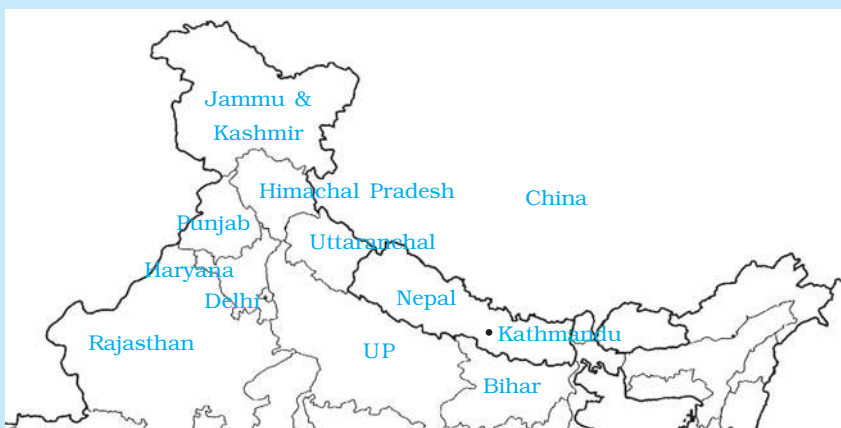 Jammu &
Kashmir
Himachal Pradesh
China
Punjab
Uttaranchal
Haryana
Delhi
Nepal
Kathmandu
Rajasthan
UP
Bihar